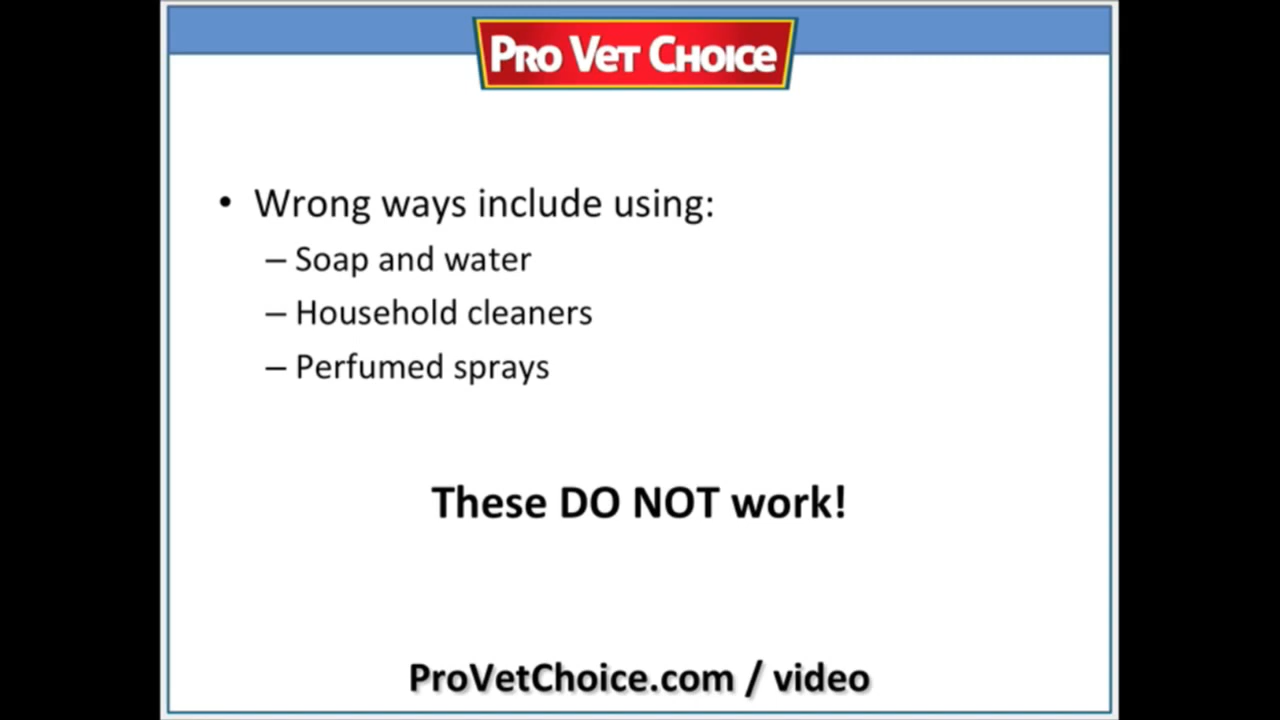 PRO VET CHOICE
• Wrong ways include using:
– Soap and water
– Household cleaners
– Perfumed sprays
These DO NOT work!
ProVetChoice.com / video